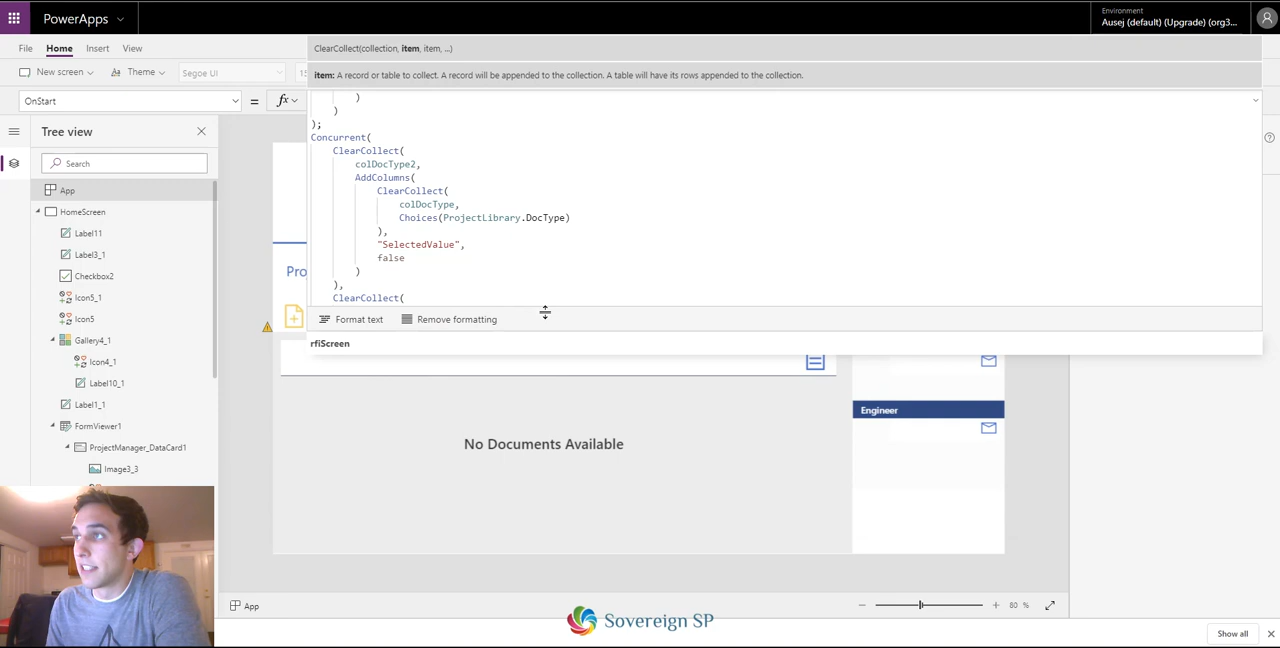 PowerApps
Environment
Ausej (default) (Upgrade) (org3...
File
Home
Insert
View
ClearCollect(collection, item, item, ...)
New screen
Theme
Segoe UI
15
item: A record or table to collect. A record will be appended to the collection. A table will have its rows appended to the collection.
OnStart
=
fx
)
)
);
Concurrent(
ClearCollect(
colDocType2,
AddColumns(
ClearCollect(
colDocType,
Choices(ProjectLibrary.DocType)
),
"SelectedValue",
false
)
),
ClearCollect(
Format text
Remove formatting
rfiScreen
Tree view
Search
App
HomeScreen
Label11
Label3_1
Checkbox2
Icon5_1
Icon5
Gallery4_1
Icon4_1
Label10_1
Label1_1
FormViewer1
ProjectManager_DataCard1
Image3_3
Pro
Engineer
No Documents Available
App
80 %
Sovereign SP
Show all